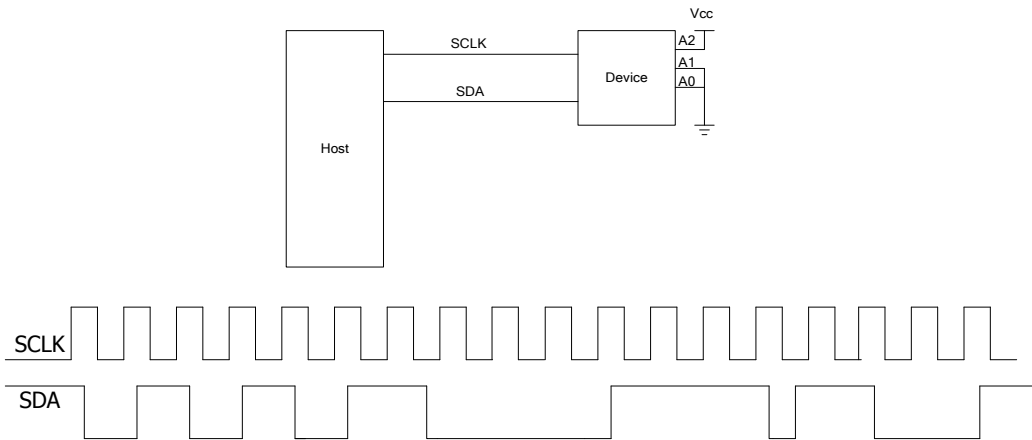 Vcc
SCLK
A2
A1
Device
A0
SDA
Host
SCLK
SDA